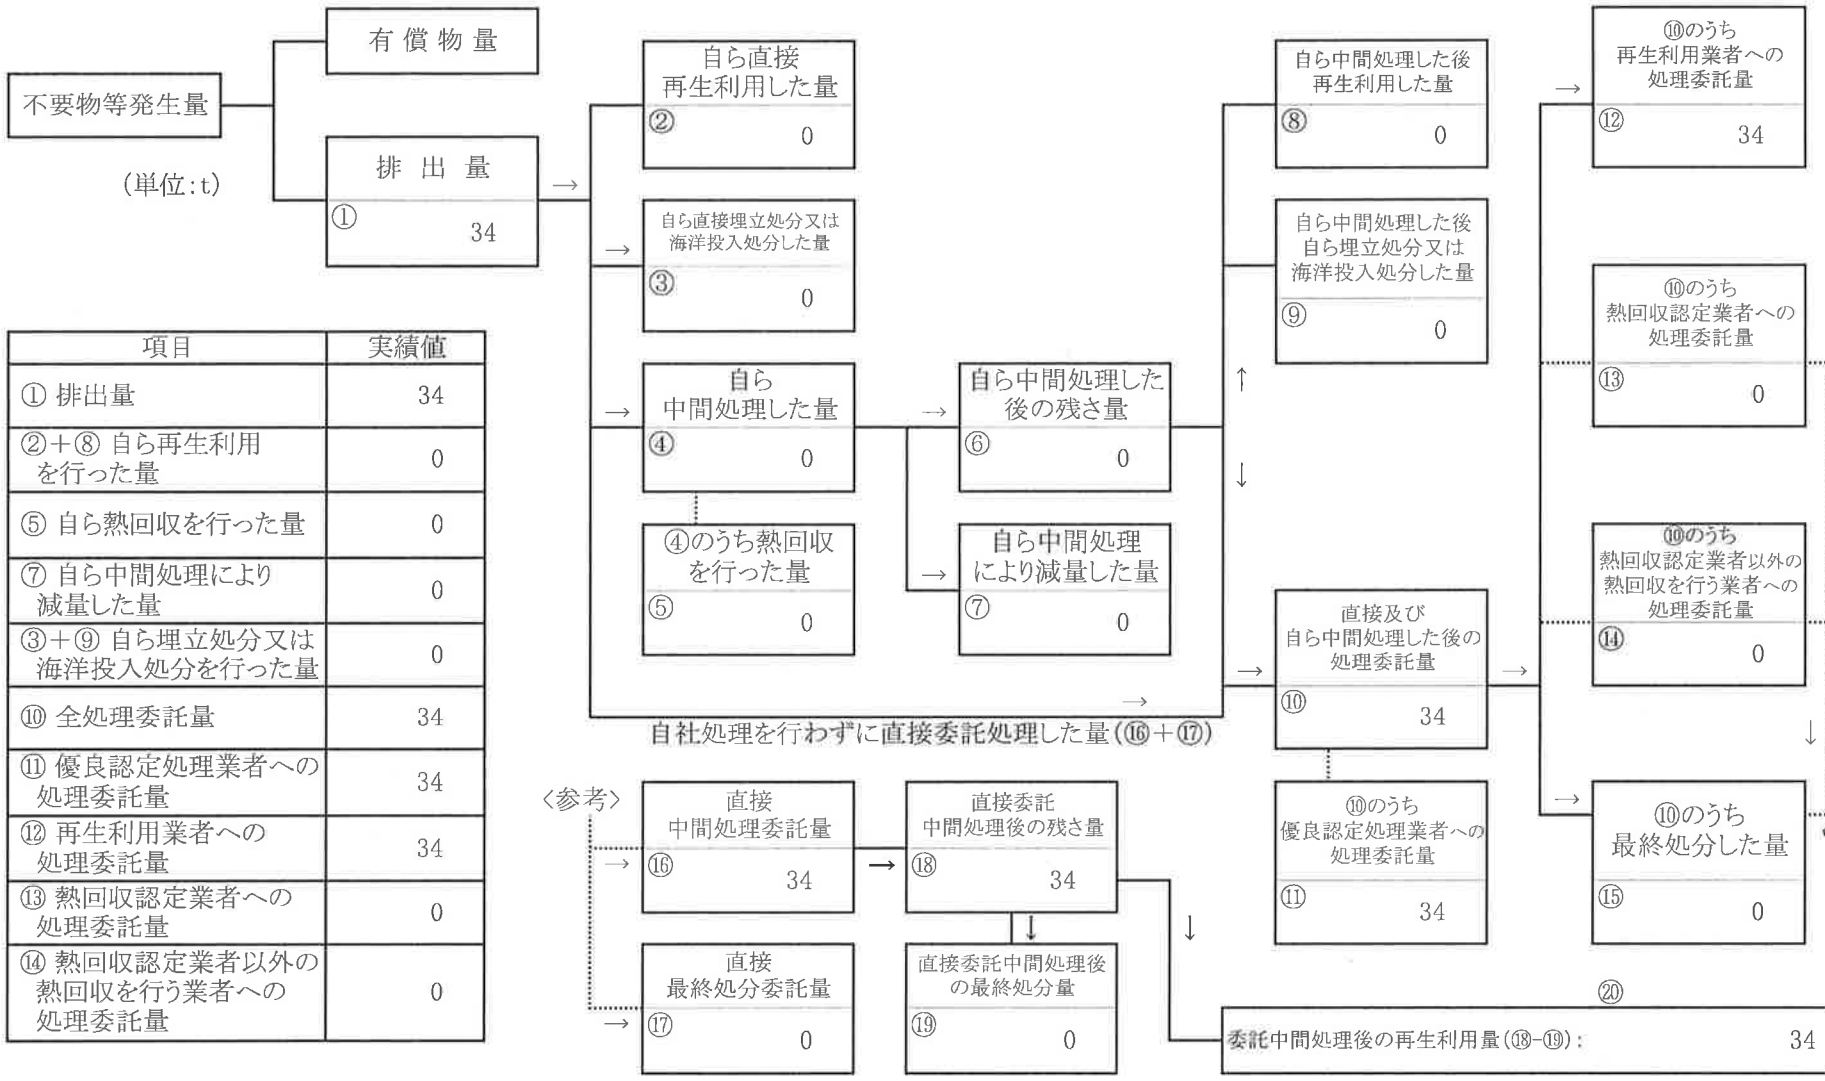 不要物等発生量
(単位:t)
有償物量
排出量
①
34
自ら直接
再生利用した量
②
0
自ら直接埋立処分又は
海洋投入処分した量
③
0
自ら
中間処理した量
④
0
④のうち熱回収
を行った量
⑤
0
自ら中間処理した
後の残さ量
⑥
0
自ら中間処理
により減量した量
⑦
0
自ら中間処理した後
再生利用した量
⑧
0
自ら中間処理した後
自ら埋立処分又は
海洋投入処分した量
⑨
0
直接及び
自ら中間処理した後の
処理委託量
⑩
34
⑩のうち
優良認定処理業者への
処理委託量
⑪
34
⑩のうち
再生利用業者への
処理委託量
⑫
34
⑩のうち
熱回収認定業者への
処理委託量
⑬
0
⑩のうち
熱回収認定業者以外の
熱回収を行う業者への
処理委託量
⑭
0
⑩のうち
最終処分した量
⑮
0
自社処理を行わずに直接委託処理した量(⑯+⑰)
<参考>
直接
中間処理委託量
⑯
34
直接
最終処分委託量
⑰
0
直接委託
中間処理後の残さ量
⑱
34
直接委託中間処理後
の最終処分量
⑲
0
⑳
委託中間処理後の再生利用量(⑱-⑲): 34
項目 実績値
① 排出量 34
②+⑧ 自ら再生利用
を行った量 0
⑤ 自ら熱回収を行った量 0
⑦ 自ら中間処理により
減量した量 0
③+⑨ 自ら埋立処分又は
海洋投入処分を行った量 0
⑩ 全処理委託量 34
⑪ 優良認定処理業者への
処理委託量 34
⑫ 再生利用業者への
処理委託量 34
⑬ 熱回収認定業者への
処理委託量 0
⑭ 熱回収認定業者以外の
熱回収を行う業者への
処理委託量 0